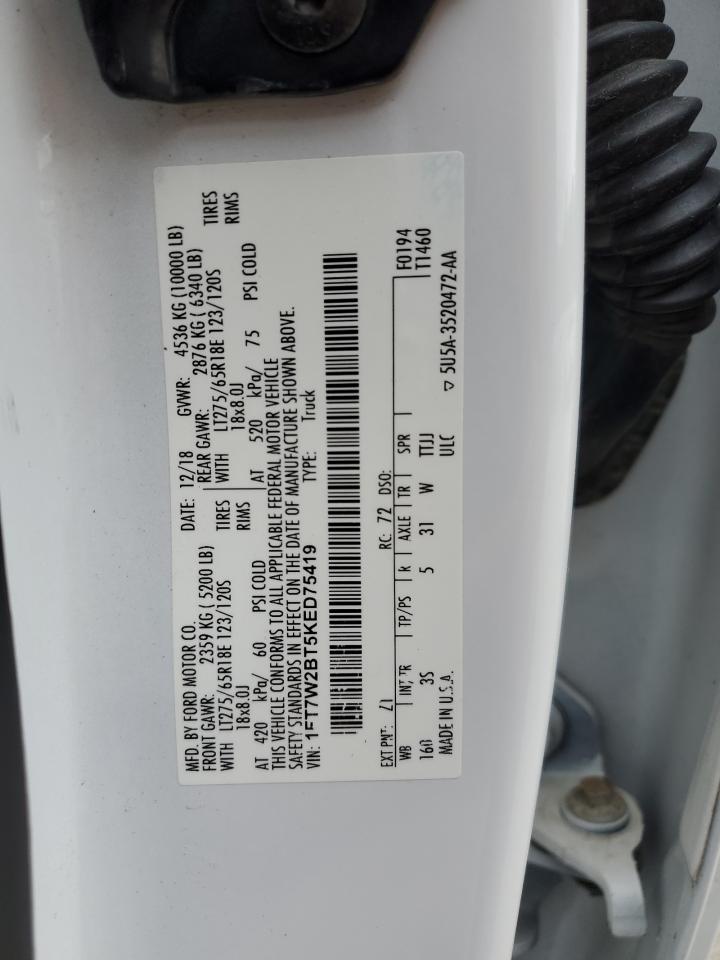 MFD. BY FORD MOTOR CO.
DATE: 12/18 GVWR: 4536 KG (10000 LB)
FRONT GAWR: 2359 KG ( 5200 LB) REAR GAWR: 2876 KG ( 6340 LB)
WITH LT275/65R18E 123/120S TIRES WITH LT275/65R18E 123/120S TIRES
18x8.0J RIMS 18x8.0J RIMS
AT 420 kPa/ 60 PSI COLD AT 520 kPa/ 75 PSI COLD
THIS VEHICLE CONFORMS TO ALL APPLICABLE FEDERAL MOTOR VEHICLE
SAFETY STANDARDS IN EFFECT ON THE DATE OF MANUFACTURE SHOWN ABOVE.
VIN: 1FT7W2BT5KED75419 TYPE: Truck
EXT PNT: Z1 RC: 72 DSO: F0194
WB INT TR TP/PS R AXLE TR SPR T1460
160 3S 5 31 W TTJJ
MADE IN U.S.A. ULC ▽ 5U5A-3520472-AA